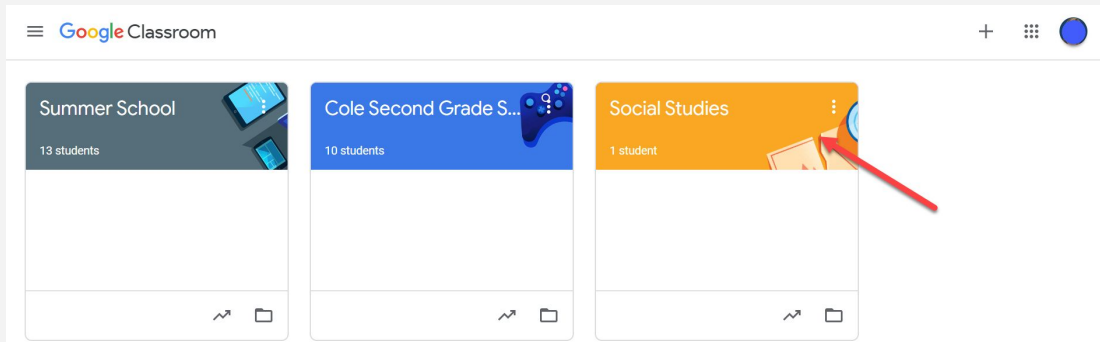 Google Classroom
Summer School
13 students
Cole Second Grade S...
10 students
Social Studies
1 student